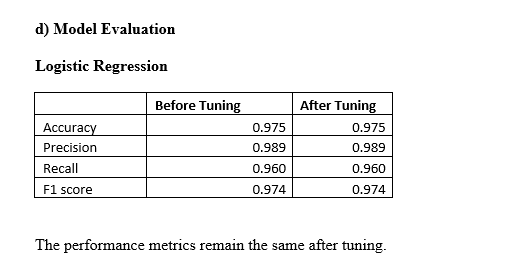 d) Model Evaluation
Logistic Regression
Before Tuning After Tuning
Accuracy 0.975 0.975
Precision 0.989 0.989
Recall 0.960 0.960
F1 score 0.974 0.974
The performance metrics remain the same after tuning.